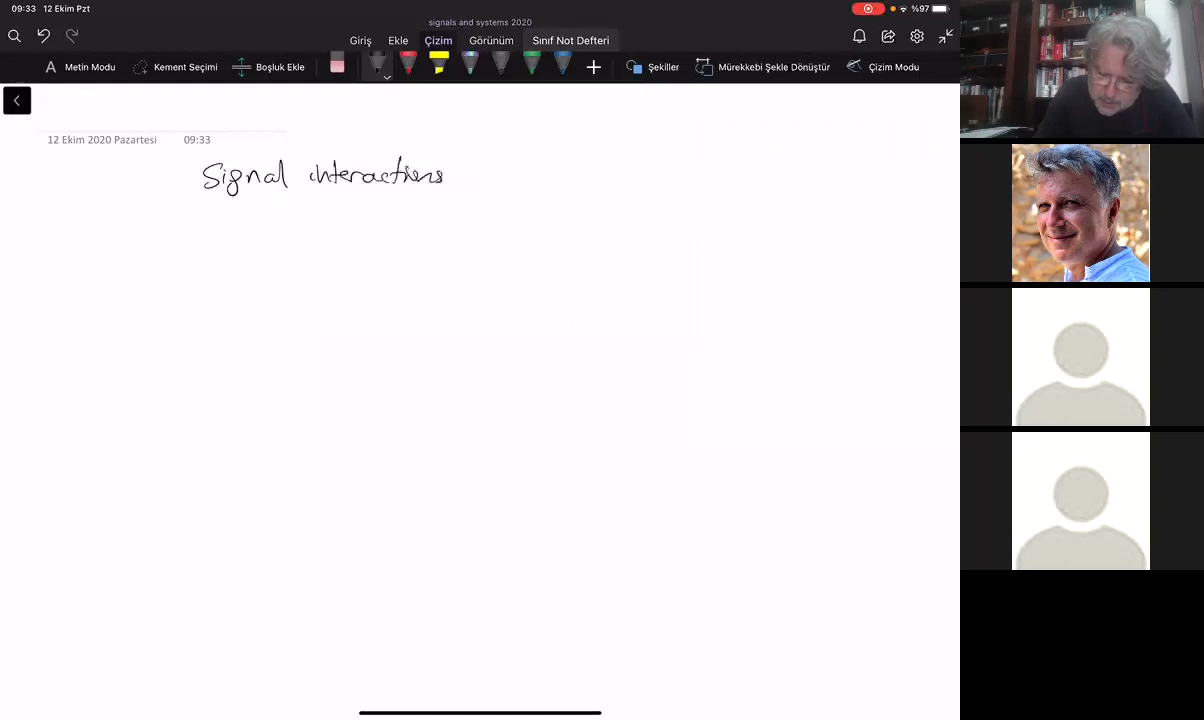 09:33 12 Ekim Pzt %97
signals and systems 2020
Giriş Ekle Çizim Görünüm Sınıf Not Defteri
Metin Modu Kement Seçimi Boşluk Ekle Şekiller Mürekkebi Şekle Dönüştür Çizim Modu
12 Ekim 2020 Pazartesi 09:33
Signal interactions